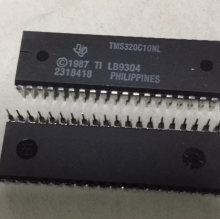 TMS320C10NL
©1987 TI LB9304
2318418 PHILIPPINES